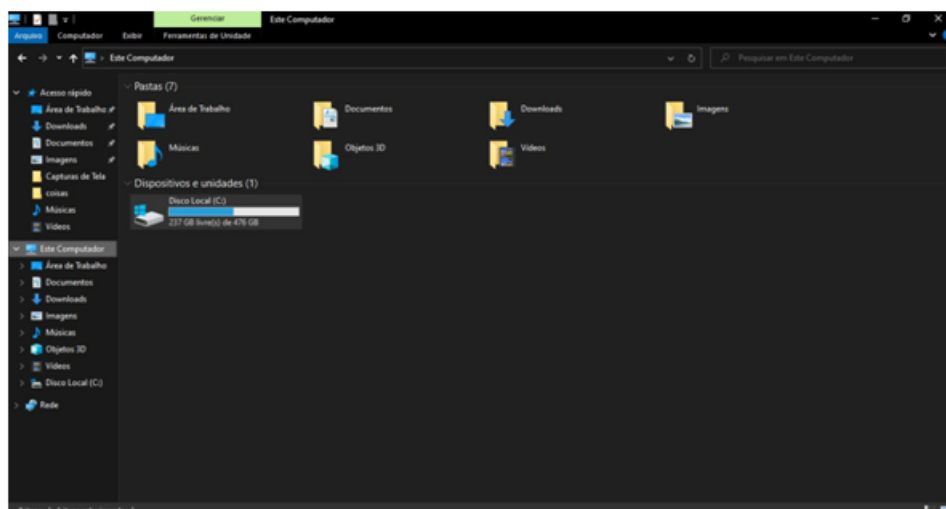 Gerenciar Este Computador
Arquivo Computador Exibir Ferramentas de Unidade
Este Computador Pesquisar em Este Computador
Acesso rápido
Área de Trabalho
Downloads
Documentos
Imagens
Capturas de Tela
coisas
Músicas
Vídeos
Este Computador
Área de Trabalho
Documentos
Downloads
Imagens
Músicas
Objetos 3D
Vídeos
Disco Local (C:)
Rede
Pastas (7)
Área de Trabalho Documentos Downloads Imagens
Músicas Objetos 3D Vídeos
Dispositivos e unidades (1)
Disco Local (C:)
237 GB livre(s) de 476 GB